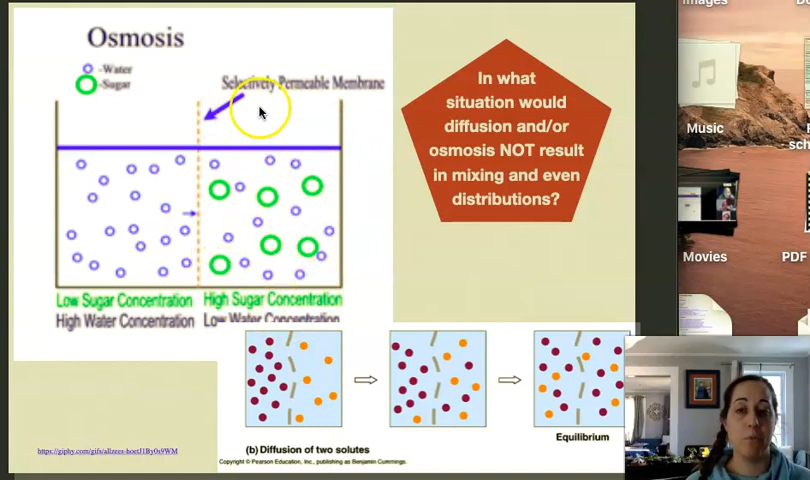 Osmosis
-Water
-Sugar
Selectively Permeable Membrane
Low Sugar Concentration
High Water Concentration
High Sugar Concentration
Low Water Concentration
In what
situation would
diffusion and/or
osmosis NOT result
in mixing and even
distributions?
Equilibrium
(b) Diffusion of two solutes
Copyright © Pearson Education, Inc., publishing as Benjamin Cummings.
Music
Movies
PDF